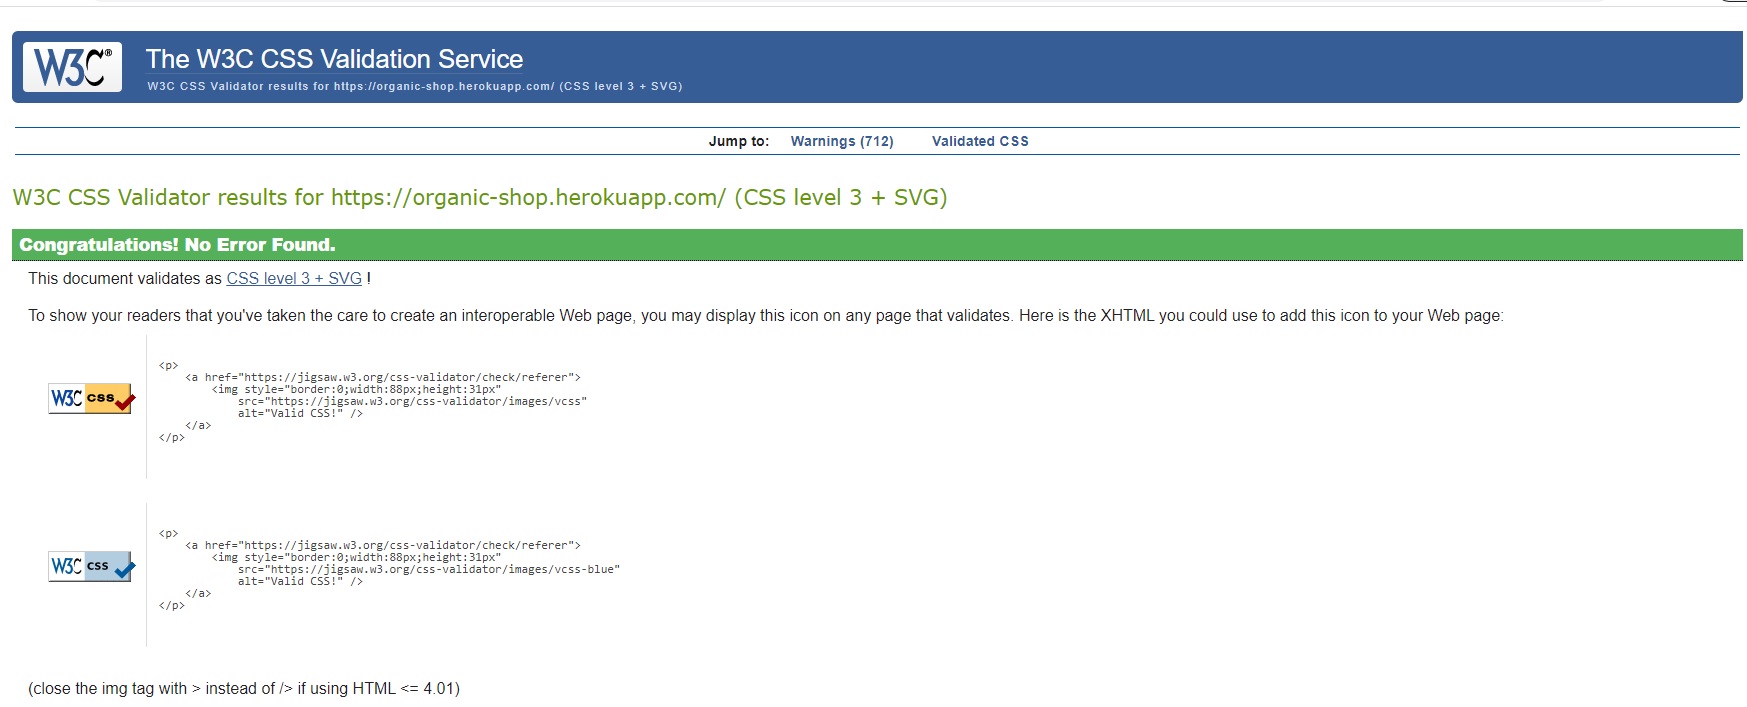 W3C®
The W3C CSS Validation Service
W3C CSS Validator results for https://organic-shop.herokuapp.com/ (CSS level 3 + SVG)
Jump to: Warnings (712) Validated CSS
W3C CSS Validator results for https://organic-shop.herokuapp.com/ (CSS level 3 + SVG)
Congratulations! No Error Found.
This document validates as CSS level 3 + SVG !
To show your readers that you've taken the care to create an interoperable Web page, you may display this icon on any page that validates. Here is the XHTML you could use to add this icon to your Web page:
W3C css
<p>
<a href="https://jigsaw.w3.org/css-validator/check/referer">
<img style="border:0;width:88px;height:31px"
src="https://jigsaw.w3.org/css-validator/images/vcss"
alt="Valid CSS!" />
</a>
</p>
W3C css
<p>
<a href="https://jigsaw.w3.org/css-validator/check/referer">
<img style="border:0;width:88px;height:31px"
src="https://jigsaw.w3.org/css-validator/images/vcss-blue"
alt="Valid CSS!" />
</a>
</p>
(close the img tag with > instead of /> if using HTML <= 4.01)